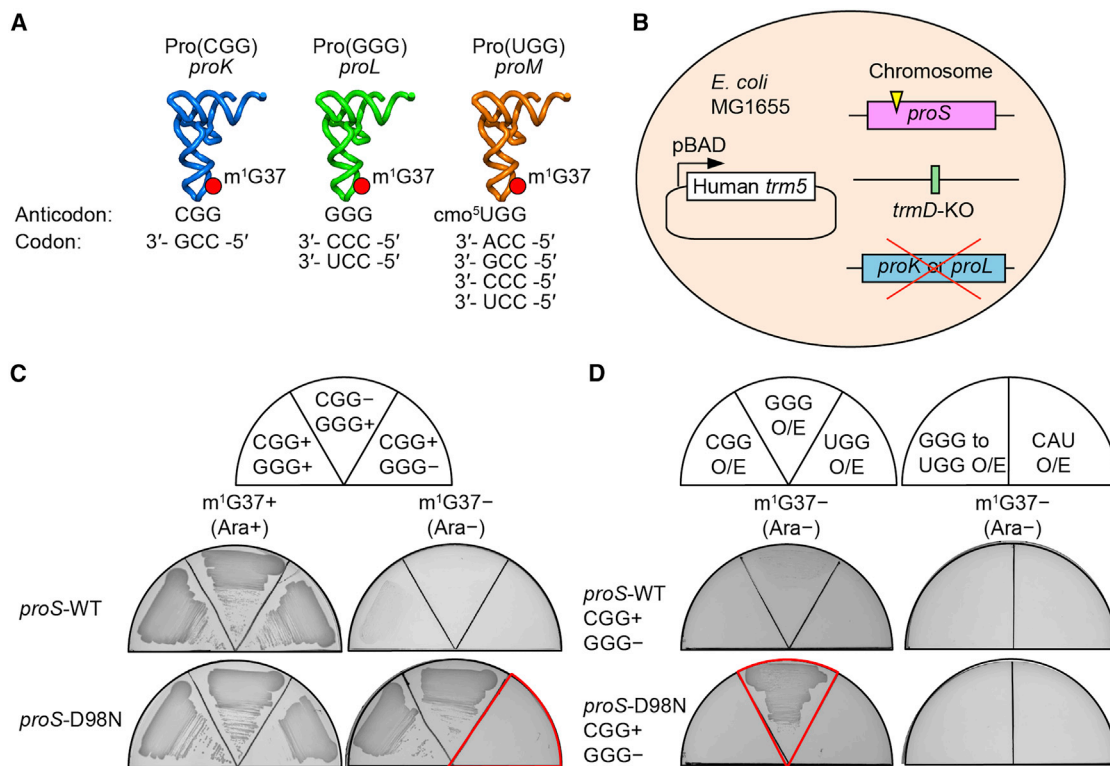 A
Pro(CGG)
proK
Pro(GGG)
proL
Pro(UGG)
proM
m¹G37
m¹G37
m¹G37
Anticodon:
CGG
GGG
cmo⁵UGG
Codon:
3′- GCC -5′
3′- CCC -5′
3′- UCC -5′
3′- ACC -5′
3′- GCC -5′
3′- CCC -5′
3′- UCC -5′
B
E. coli
MG1655
Chromosome
proS
pBAD
Human trm5
trmD-KO
proK or proL
C
CGG+
GGG+
CGG−
GGG+
CGG+
GGG−
m¹G37+
(Ara+)
m¹G37−
(Ara−)
proS-WT
proS-D98N
D
CGG
O/E
GGG
O/E
UGG
O/E
GGG to
UGG O/E
CAU
O/E
m¹G37−
(Ara−)
m¹G37−
(Ara−)
proS-WT
CGG+
GGG−
proS-D98N
CGG+
GGG−